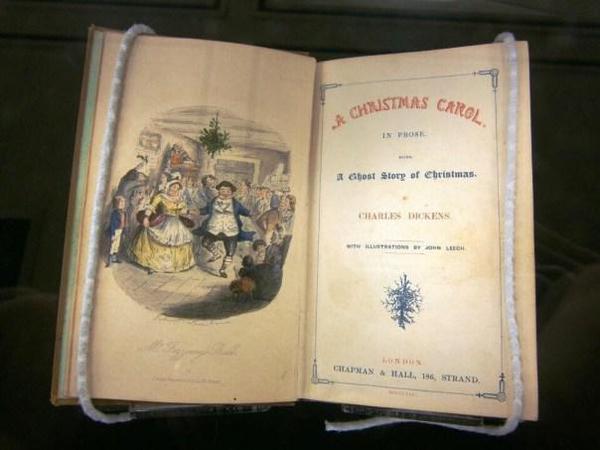 Mr. Fezziwig's Ball.
A CHRISTMAS CAROL.
IN PROSE.
BEING
A Ghost Story of Christmas.
BY
CHARLES DICKENS.
WITH ILLUSTRATIONS BY JOHN LEECH.
LONDON
CHAPMAN & HALL, 186, STRAND.